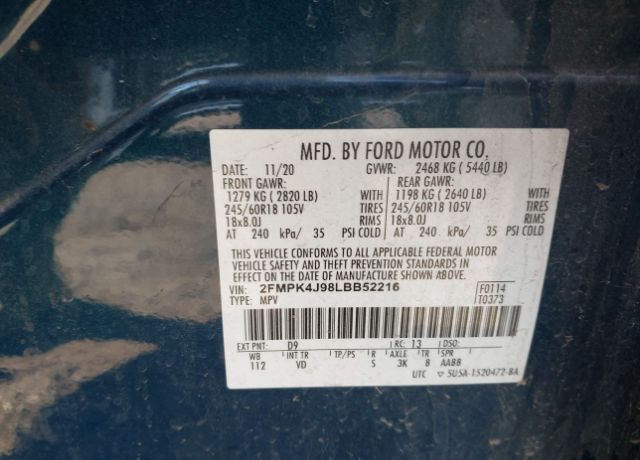 MFD. BY FORD MOTOR CO.
DATE: 11/20 GVWR: 2468 KG ( 5440 LB)
FRONT GAWR: REAR GAWR:
1279 KG ( 2820 LB) WITH 1198 KG ( 2640 LB) WITH
245/60R18 105V TIRES 245/60R18 105V TIRES
18x8.0J RIMS 18x8.0J RIMS
AT 240 kPa/ 35 PSI COLD AT 240 kPa/ 35 PSI COLD
THIS VEHICLE CONFORMS TO ALL APPLICABLE FEDERAL MOTOR
VEHICLE SAFETY AND THEFT PREVENTION STANDARDS IN
EFFECT ON THE DATE OF MANUFACTURE SHOWN ABOVE.
VIN: 2FMPK4J98LBB52216 F0114
TYPE: MPV T0373
EXT PNT: D9 RC: 13 DSO:
WB INT TR TP/PS R AXLE TR SPR
112 VD S 3K 8 AABB
UTC ▽ 5U5A-1520472-BA